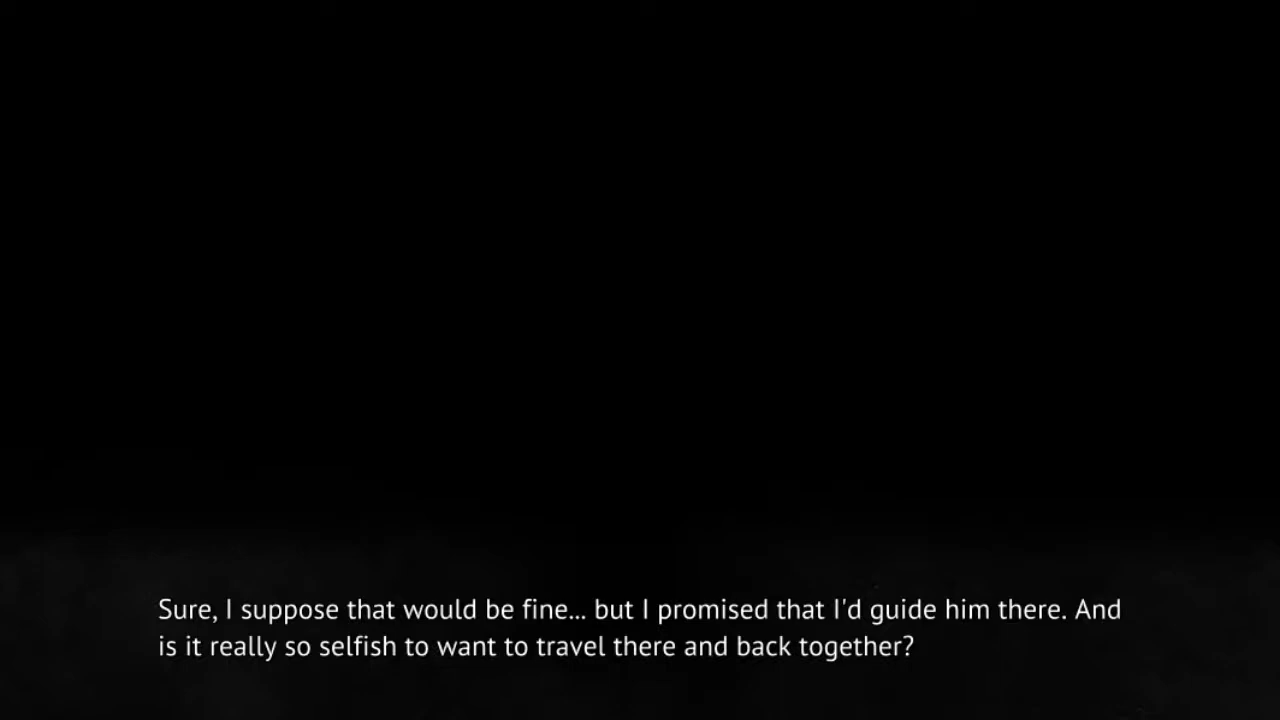 Sure, I suppose that would be fine... but I promised that I'd guide him there. And
is it really so selfish to want to travel there and back together?